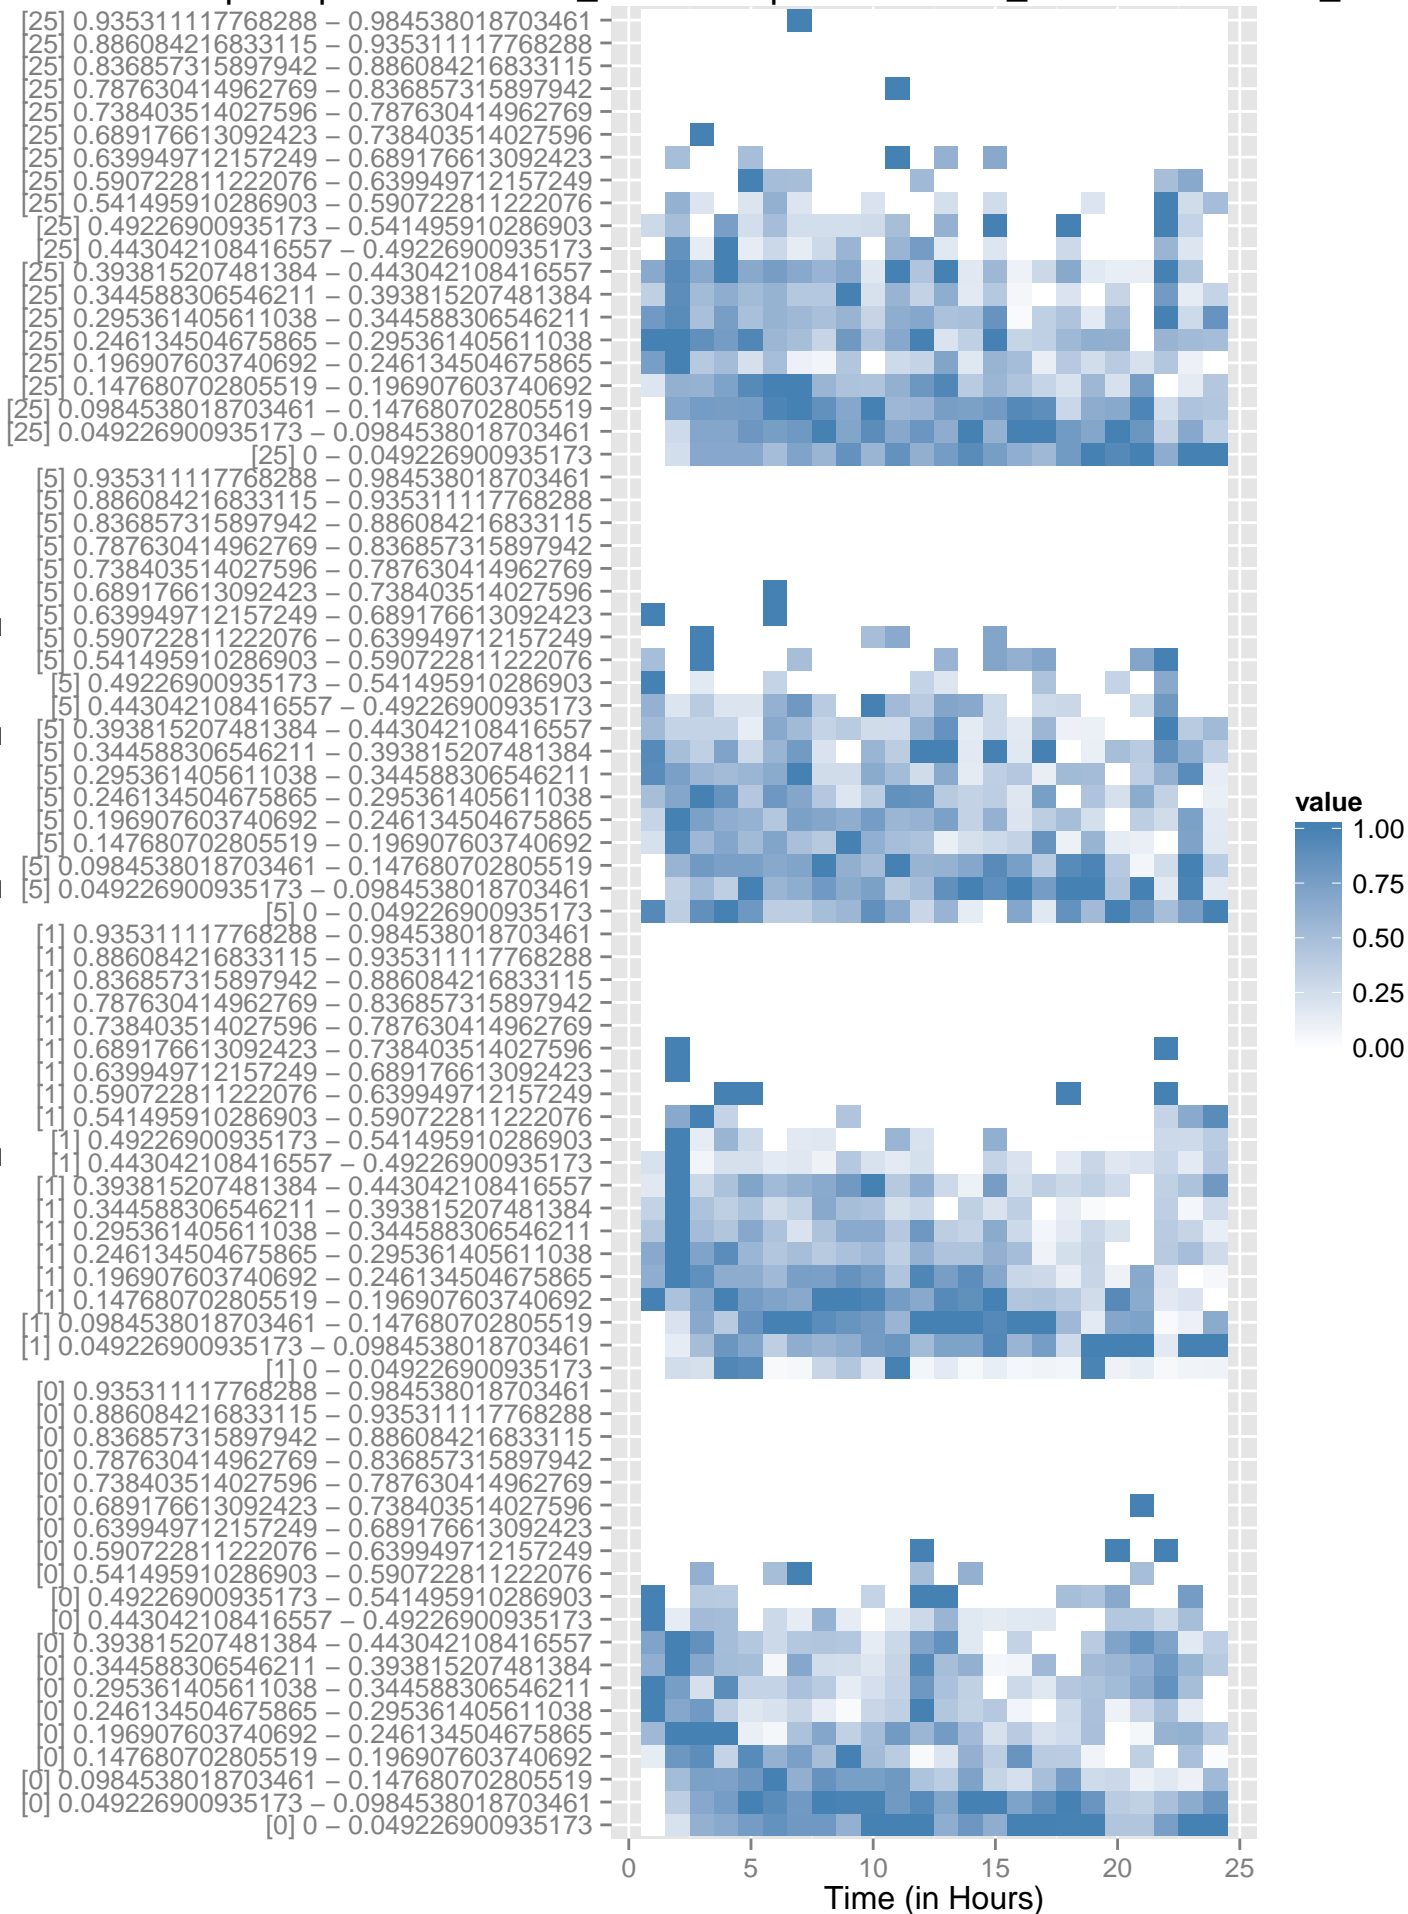 [25] 0.935311117768288 – 0.984538018703461
[25] 0.886084216833115 – 0.935311117768288
[25] 0.836857315897942 – 0.886084216833115
[25] 0.787630414962769 – 0.836857315897942
[25] 0.738403514027596 – 0.787630414962769
[25] 0.689176613092423 – 0.738403514027596
[25] 0.639949712157249 – 0.689176613092423
[25] 0.590722811222076 – 0.639949712157249
[25] 0.541495910286903 – 0.590722811222076
[25] 0.49226900935173 – 0.541495910286903
[25] 0.443042108416557 – 0.49226900935173
[25] 0.393815207481384 – 0.443042108416557
[25] 0.344588306546211 – 0.393815207481384
[25] 0.295361405611038 – 0.344588306546211
[25] 0.246134504675865 – 0.295361405611038
[25] 0.196907603740692 – 0.246134504675865
[25] 0.147680702805519 – 0.196907603740692
[25] 0.0984538018703461 – 0.147680702805519
[25] 0.049226900935173 – 0.0984538018703461
[25] 0 – 0.049226900935173
[5] 0.935311117768288 – 0.984538018703461
[5] 0.886084216833115 – 0.935311117768288
[5] 0.836857315897942 – 0.886084216833115
[5] 0.787630414962769 – 0.836857315897942
[5] 0.738403514027596 – 0.787630414962769
[5] 0.689176613092423 – 0.738403514027596
[5] 0.639949712157249 – 0.689176613092423
[5] 0.590722811222076 – 0.639949712157249
[5] 0.541495910286903 – 0.590722811222076
[5] 0.49226900935173 – 0.541495910286903
[5] 0.443042108416557 – 0.49226900935173
[5] 0.393815207481384 – 0.443042108416557
[5] 0.344588306546211 – 0.393815207481384
[5] 0.295361405611038 – 0.344588306546211
[5] 0.246134504675865 – 0.295361405611038
[5] 0.196907603740692 – 0.246134504675865
[5] 0.147680702805519 – 0.196907603740692
[5] 0.0984538018703461 – 0.147680702805519
[5] 0.049226900935173 – 0.0984538018703461
[5] 0 – 0.049226900935173
[1] 0.935311117768288 – 0.984538018703461
[1] 0.886084216833115 – 0.935311117768288
[1] 0.836857315897942 – 0.886084216833115
[1] 0.787630414962769 – 0.836857315897942
[1] 0.738403514027596 – 0.787630414962769
[1] 0.689176613092423 – 0.738403514027596
[1] 0.639949712157249 – 0.689176613092423
[1] 0.590722811222076 – 0.639949712157249
[1] 0.541495910286903 – 0.590722811222076
[1] 0.49226900935173 – 0.541495910286903
[1] 0.443042108416557 – 0.49226900935173
[1] 0.393815207481384 – 0.443042108416557
[1] 0.344588306546211 – 0.393815207481384
[1] 0.295361405611038 – 0.344588306546211
[1] 0.246134504675865 – 0.295361405611038
[1] 0.196907603740692 – 0.246134504675865
[1] 0.147680702805519 – 0.196907603740692
[1] 0.0984538018703461 – 0.147680702805519
[1] 0.049226900935173 – 0.0984538018703461
[1] 0 – 0.049226900935173
[0] 0.935311117768288 – 0.984538018703461
[0] 0.886084216833115 – 0.935311117768288
[0] 0.836857315897942 – 0.886084216833115
[0] 0.787630414962769 – 0.836857315897942
[0] 0.738403514027596 – 0.787630414962769
[0] 0.689176613092423 – 0.738403514027596
[0] 0.639949712157249 – 0.689176613092423
[0] 0.590722811222076 – 0.639949712157249
[0] 0.541495910286903 – 0.590722811222076
[0] 0.49226900935173 – 0.541495910286903
[0] 0.443042108416557 – 0.49226900935173
[0] 0.393815207481384 – 0.443042108416557
[0] 0.344588306546211 – 0.393815207481384
[0] 0.295361405611038 – 0.344588306546211
[0] 0.246134504675865 – 0.295361405611038
[0] 0.196907603740692 – 0.246134504675865
[0] 0.147680702805519 – 0.196907603740692
[0] 0.0984538018703461 – 0.147680702805519
[0] 0.049226900935173 – 0.0984538018703461
[0] 0 – 0.049226900935173
0 5 10 15 20 25
Time (in Hours)
value
1.00
0.75
0.50
0.25
0.00